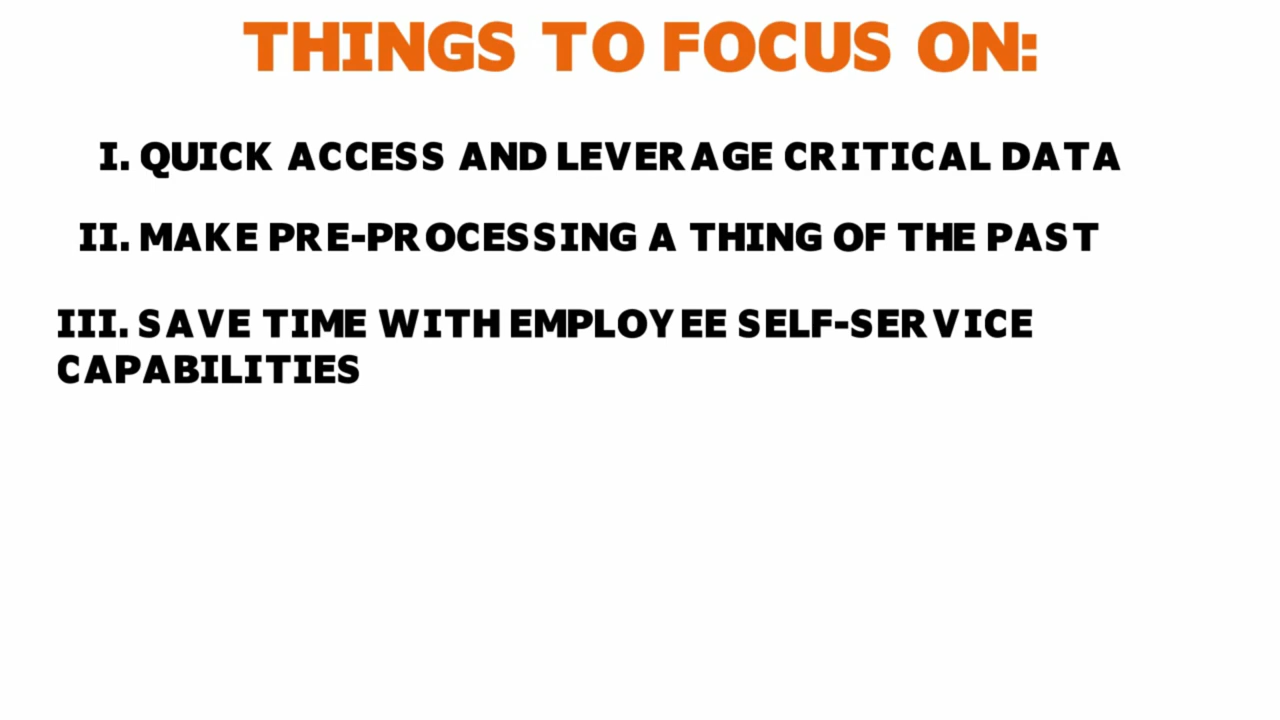 THINGS TO FOCUS ON:
I. QUICK ACCESS AND LEVERAGE CRITICAL DATA
II. MAKE PRE-PROCESSING A THING OF THE PAST
III. SAVE TIME WITH EMPLOYEE SELF-SERVICE
CAPABILITIES